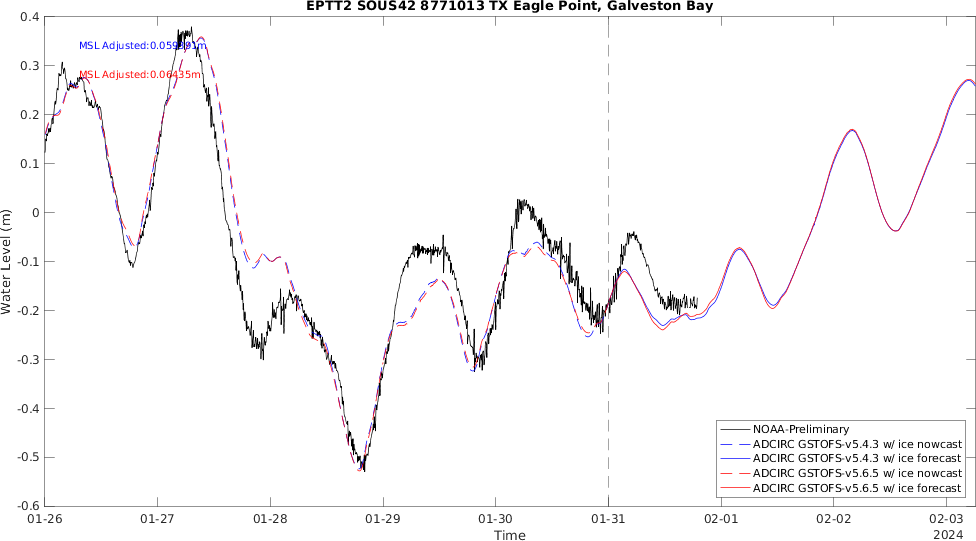 EPTT2 SOUS42 8771013 TX Eagle Point, Galveston Bay
0.4
0.3
0.2
0.1
0
-0.1
-0.2
-0.3
-0.4
-0.5
-0.6
Water Level (m)
MSL Adjusted:
MSL Adjusted:0.06435m
NOAA-Preliminary
ADCIRC GSTOFS-v5.4.3 w/ ice nowcast
ADCIRC GSTOFS-v5.4.3 w/ ice forecast
ADCIRC GSTOFS-v5.6.5 w/ ice nowcast
ADCIRC GSTOFS-v5.6.5 w/ ice forecast
01-26 01-27 01-28 01-29 01-30 01-31 02-01 02-02 02-03
Time
2024